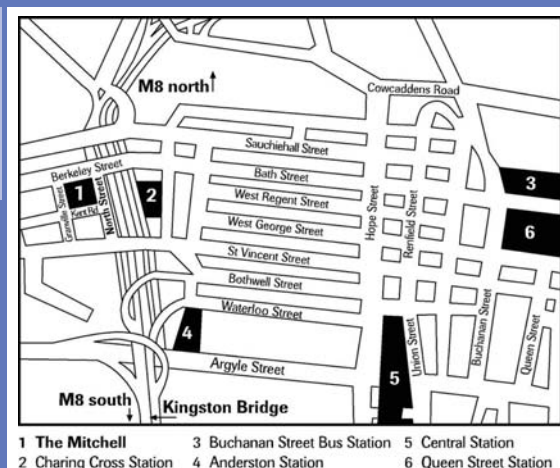 M8 north
Cowcaddens Road
Sauchiehall Street
Berkeley Street
Bath Street
1
2
3
West Regent Street
Granville Street
Kent Rd
North Street
Hope Street
Renfield Street
West George Street
6
St Vincent Street
Bothwell Street
Waterloo Street
4
Union Street
Buchanan Street
Queen Street
Argyle Street
5
M8 south
Kingston Bridge
1 The Mitchell 3 Buchanan Street Bus Station 5 Central Station
2 Charing Cross Station 4 Anderston Station 6 Queen Street Station